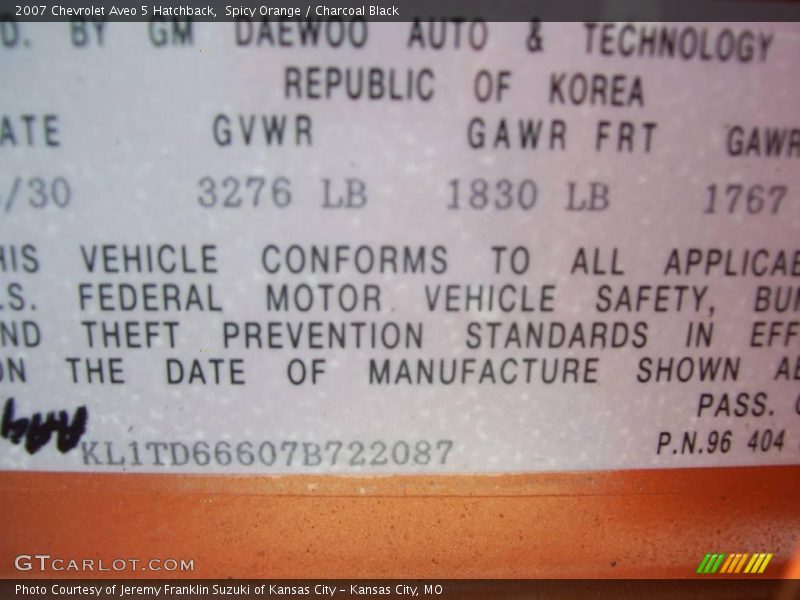 2007 Chevrolet Aveo 5 Hatchback, Spicy Orange / Charcoal Black
D. BY GM DAEWOO AUTO & TECHNOLOGY
REPUBLIC OF KOREA
ATE GVWR GAWR FRT GAWR
/30 3276 LB 1830 LB 1767
HIS VEHICLE CONFORMS TO ALL APPLICAB
.S. FEDERAL MOTOR VEHICLE SAFETY, BUM
ND THEFT PREVENTION STANDARDS IN EFF
ON THE DATE OF MANUFACTURE SHOWN AB
PASS. C
KL1TD66607B722087 P.N.96 404
GTCARLOT.COM
Photo Courtesy of Jeremy Franklin Suzuki of Kansas City – Kansas City, MO